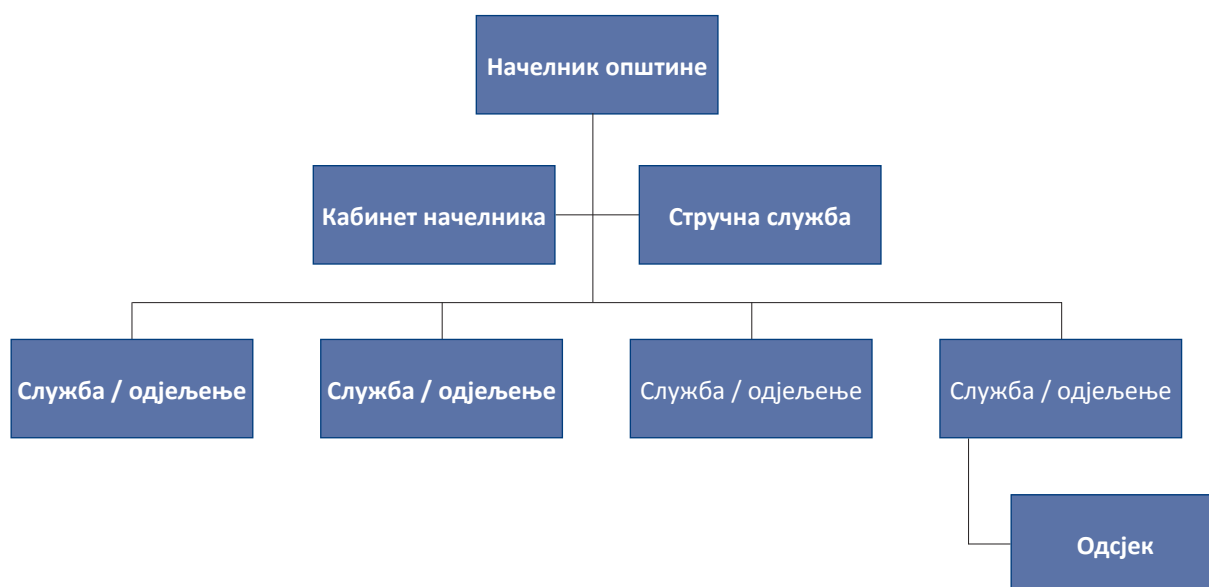 Начелник општине
Кабинет начелника
Стручна служба
Служба / одјељење
Служба / одјељење
Служба / одјељење
Служба / одјељење
Одсјек